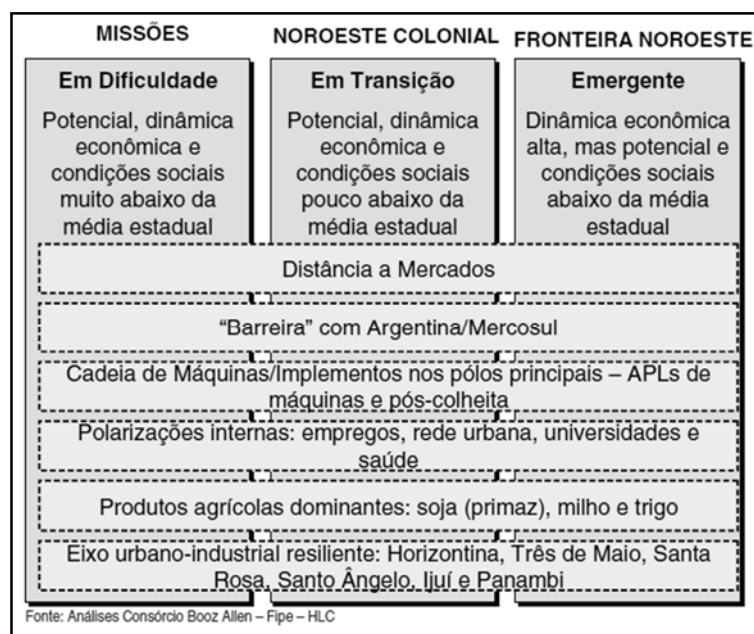 MISSÕES
NOROESTE COLONIAL
FRONTEIRA NOROESTE
Em Dificuldade
Potencial, dinâmica
econômica e
condições sociais
muito abaixo da
média estadual
Em Transição
Potencial, dinâmica
econômica e
condições sociais
pouco abaixo da
média estadual
Emergente
Dinâmica econômica
alta, mas potencial e
condições sociais
abaixo da média
estadual
Distância a Mercados
“Barreira” com Argentina/Mercosul
Cadeia de Máquinas/Implementos nos pólos principais – APLs de
máquinas e pós-colheita
Polarizações internas: empregos, rede urbana, universidades e
saúde
Produtos agrícolas dominantes: soja (primaz), milho e trigo
Eixo urbano-industrial resiliente: Horizontina, Três de Maio, Santa
Rosa, Santo Ângelo, Ijuí e Panambi
Fonte: Análises Consórcio Booz Allen – Fipe – HLC